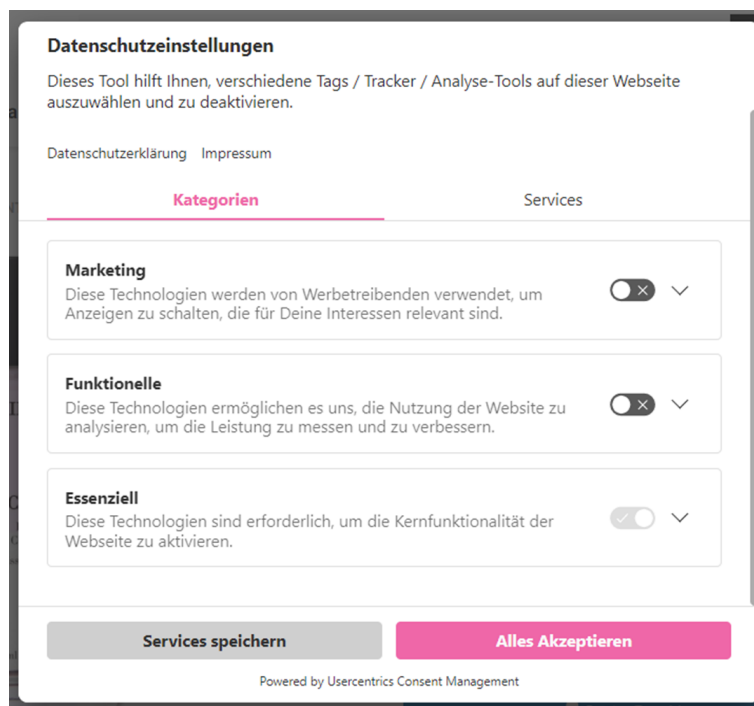 Datenschutzeinstellungen
Dieses Tool hilft Ihnen, verschiedene Tags / Tracker / Analyse-Tools auf dieser Webseite
auszuwählen und zu deaktivieren.
Datenschutzerklärung Impressum
Kategorien Services
Marketing
Diese Technologien werden von Werbetreibenden verwendet, um
Anzeigen zu schalten, die für Deine Interessen relevant sind.
Funktionelle
Diese Technologien ermöglichen es uns, die Nutzung der Website zu
analysieren, um die Leistung zu messen und zu verbessern.
Essenziell
Diese Technologien sind erforderlich, um die Kernfunktionalität der
Webseite zu aktivieren.
Services speichern Alles Akzeptieren
Powered by Usercentrics Consent Management